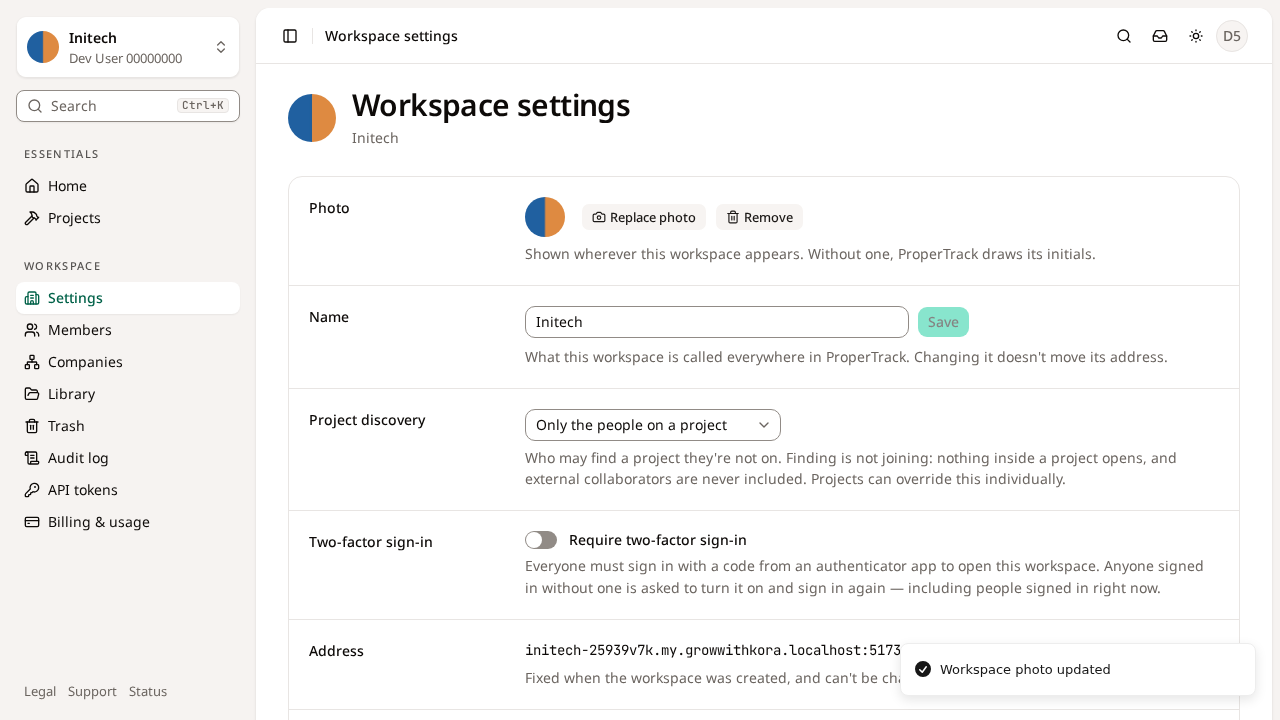 Initech
Dev User 00000000
Search
Ctrl+K
ESSENTIALS
Home
Projects
WORKSPACE
Settings
Members
Companies
Library
Trash
Audit log
API tokens
Billing & usage
Legal Support Status
Workspace settings
D5
Workspace settings
Initech
Photo
Replace photo
Remove
Shown wherever this workspace appears. Without one, ProperTrack draws its initials.
Name
Initech
Save
What this workspace is called everywhere in ProperTrack. Changing it doesn't move its address.
Project discovery
Only the people on a project
Who may find a project they're not on. Finding is not joining: nothing inside a project opens, and
external collaborators are never included. Projects can override this individually.
Two-factor sign-in
Require two-factor sign-in
Everyone must sign in with a code from an authenticator app to open this workspace. Anyone signed
in without one is asked to turn it on and sign in again — including people signed in right now.
Address
initech-25939v7k.my.growwithkora.localhost:5173
Fixed when the workspace was created, and can't be
Workspace photo updated